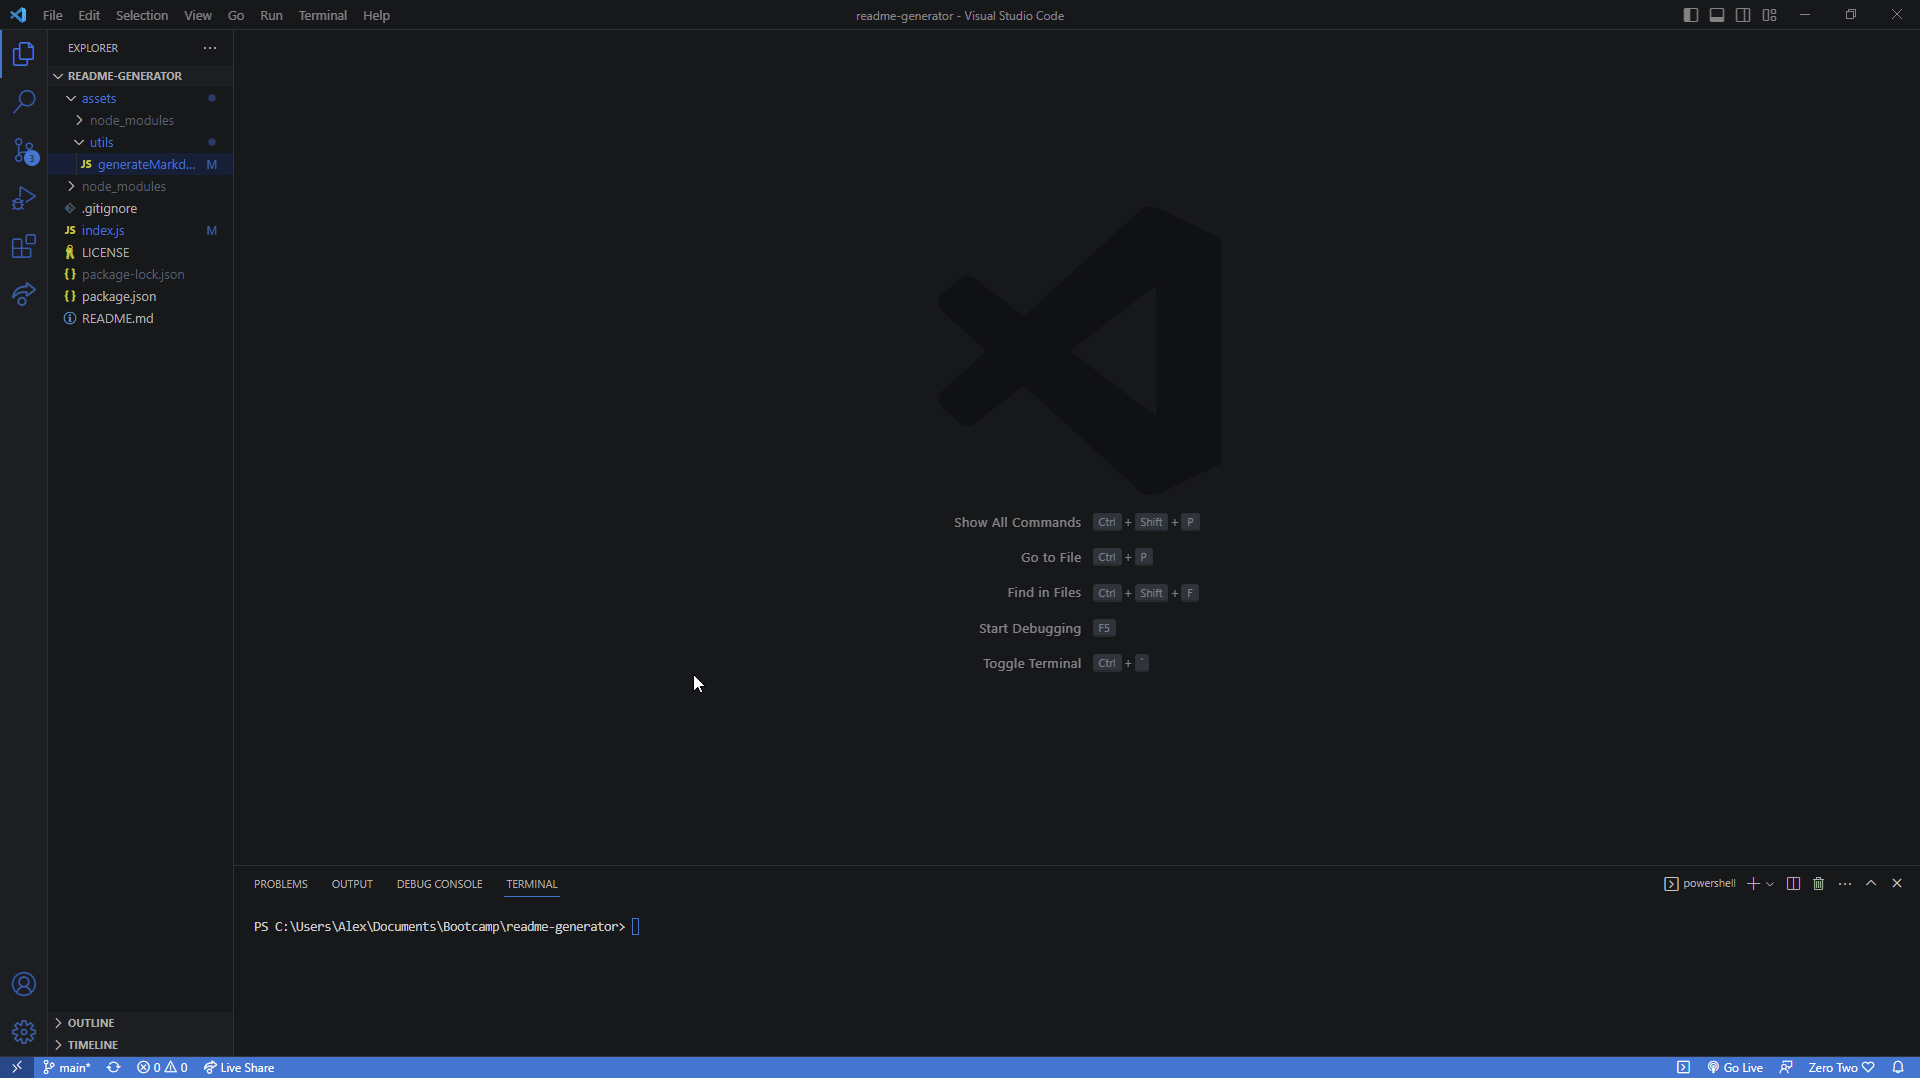 File Edit Selection View Go Run Terminal Help
readme-generator - Visual Studio Code
EXPLORER
README-GENERATOR
assets
node_modules
utils
JS generateMarkd... M
node_modules
.gitignore
JS index.js M
LICENSE
{} package-lock.json
{} package.json
README.md
3
Show All Commands Ctrl + Shift + P
Go to File Ctrl + P
Find in Files Ctrl + Shift + F
Start Debugging F5
Toggle Terminal Ctrl + `
PROBLEMS OUTPUT DEBUG CONSOLE TERMINAL
powershell
PS C:\Users\Alex\Documents\Bootcamp\readme-generator>
OUTLINE
TIMELINE
main* 0 0 Live Share
Go Live Zero Two